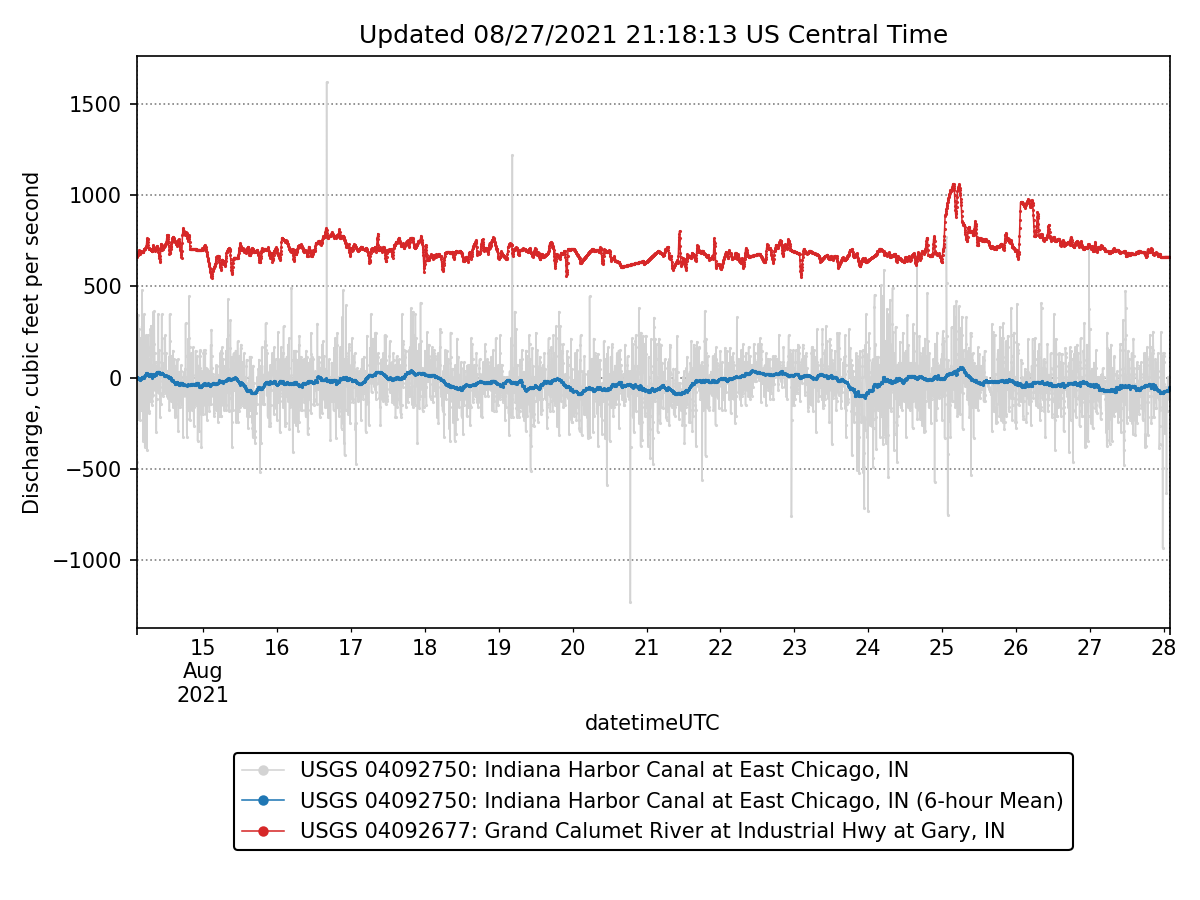 Updated 08/27/2021 21:18:13 US Central Time
Discharge, cubic feet per second
1500
1000
500
0
−500
−1000
15 16 17 18 19 20 21 22 23 24 25 26 27 28
Aug
2021
datetimeUTC
USGS 04092750: Indiana Harbor Canal at East Chicago, IN
USGS 04092750: Indiana Harbor Canal at East Chicago, IN (6-hour Mean)
USGS 04092677: Grand Calumet River at Industrial Hwy at Gary, IN